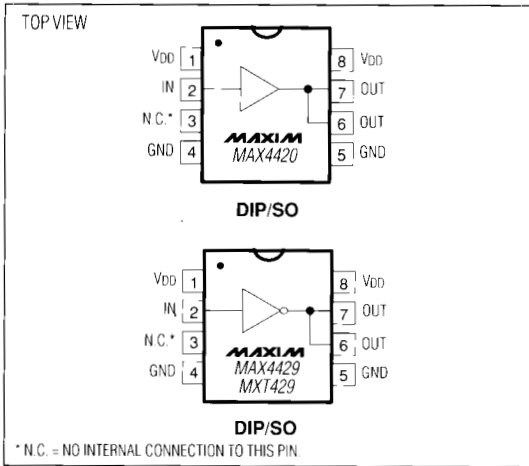 TOP VIEW
VDD 1
8 VDD
IN 2
7 OUT
N.C.* 3
6 OUT
GND 4
5 GND
MAXIM
MAX4420
DIP/SO
VDD 1
8 VDD
IN 2
7 OUT
N.C.* 3
6 OUT
GND 4
5 GND
MAXIM
MAX4429
MXT429
DIP/SO
* N.C. = NO INTERNAL CONNECTION TO THIS PIN.